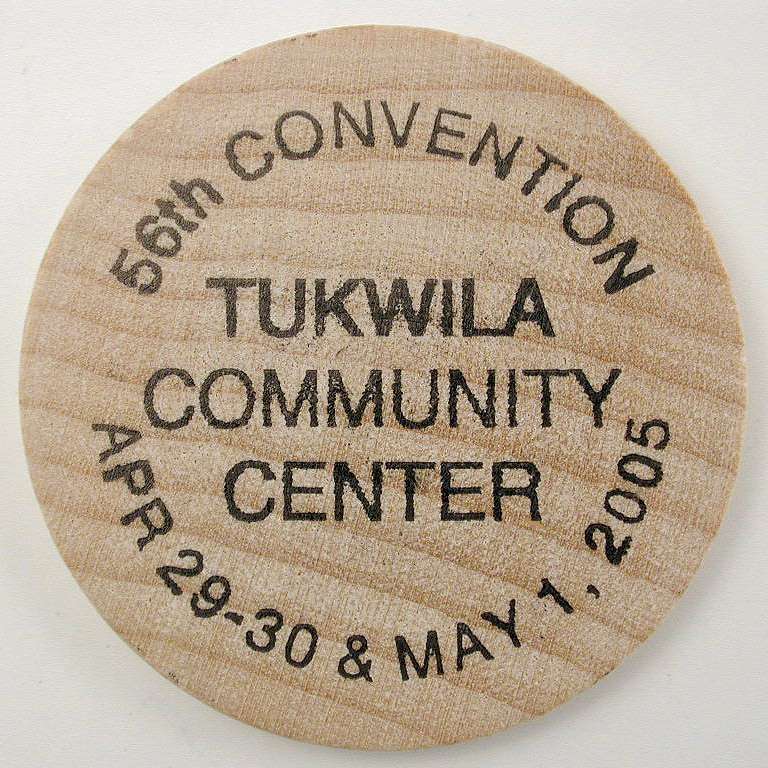 56th CONVENTION
TUKWILA
COMMUNITY
CENTER
APR 29-30 & MAY 1, 2005